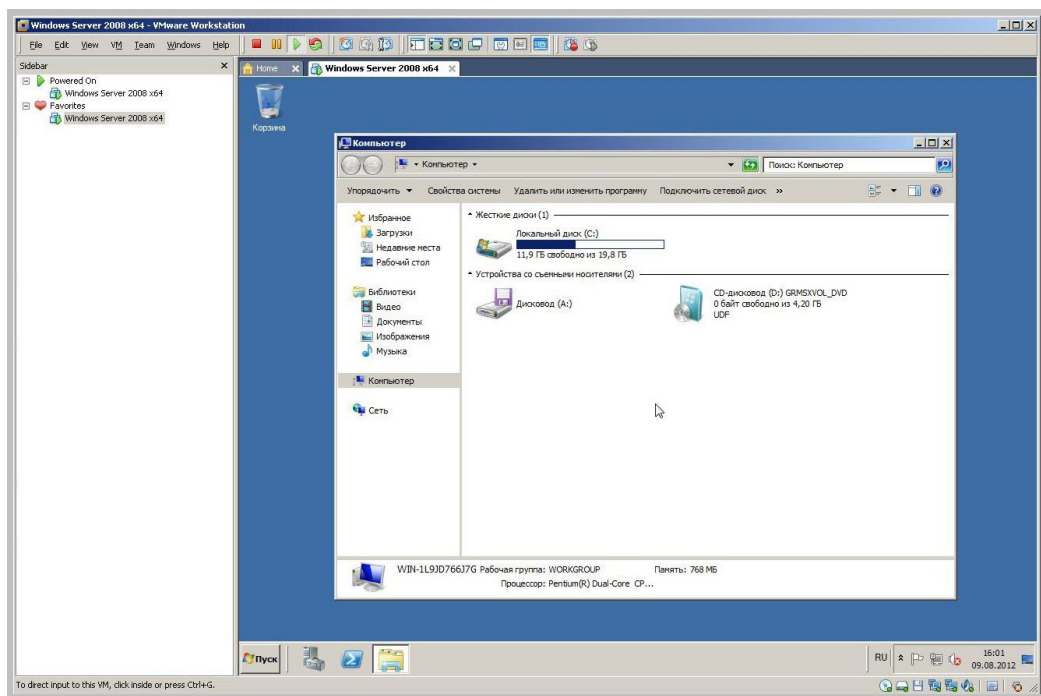 Windows Server 2008 x64 - VMware Workstation
File Edit View VM Team Windows Help
Sidebar
Powered On
Windows Server 2008 x64
Favorites
Windows Server 2008 x64
Home
Windows Server 2008 x64
Корзина
Компьютер
Компьютер
Поиск: Компьютер
Упорядочить Свойства системы Удалить или изменить программу Подключить сетевой диск »
Избранное
Загрузки
Недавние места
Рабочий стол
Библиотеки
Видео
Документы
Изображения
Музыка
Компьютер
Сеть
Жесткие диски (1)
Локальный диск (C:)
11,9 ГБ свободно из 19,8 ГБ
Устройства со съемными носителями (2)
Дисковод (A:)
CD-дисковод (D:) GRMSXVOL_DVD
0 байт свободно из 4,20 ГБ
UDF
WIN-1L9JD766J7G Рабочая группа: WORKGROUP Память: 768 МБ
Процессор: Pentium(R) Dual-Core CP...
Пуск
RU
16:01
09.08.2012
To direct input to this VM, click inside or press Ctrl+G.